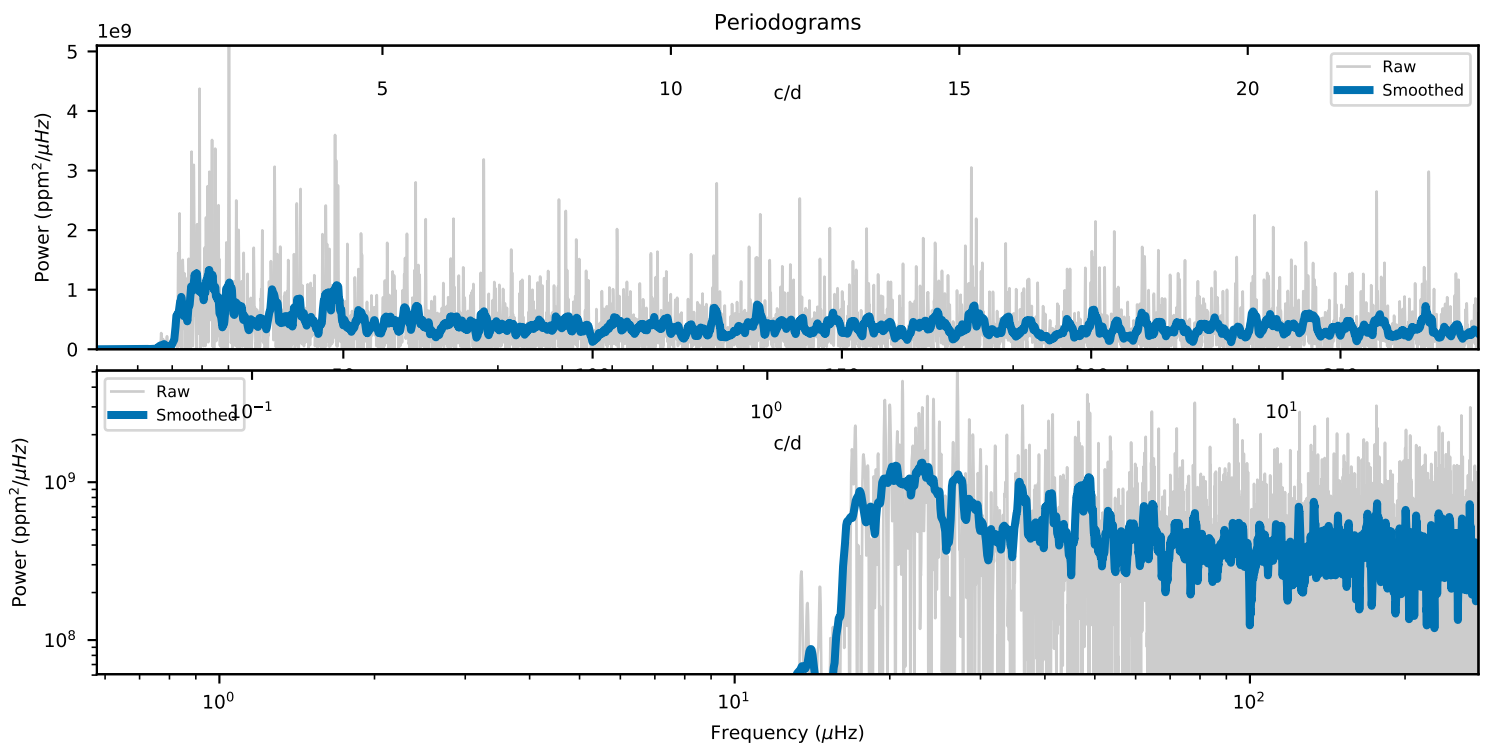 Periodograms
1e9
Power (ppm²/μHz)
5
4
3
2
1
0
5 10 15 20
c/d
Raw
Smoothed
Power (ppm²/μHz)
10⁹
10⁸
Raw
Smoothed
10⁻¹ 10⁰ 10¹
c/d
10⁰ 10¹ 10²
Frequency (μHz)